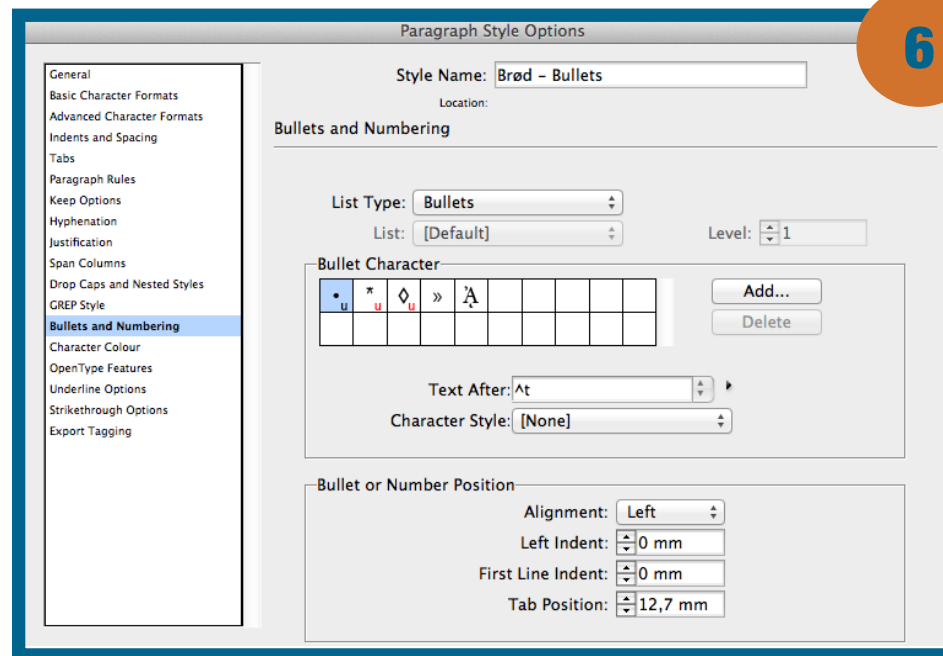 Paragraph Style Options
6
General
Basic Character Formats
Advanced Character Formats
Indents and Spacing
Tabs
Paragraph Rules
Keep Options
Hyphenation
Justification
Span Columns
Drop Caps and Nested Styles
GREP Style
Bullets and Numbering
Character Colour
OpenType Features
Underline Options
Strikethrough Options
Export Tagging
Style Name: Brød – Bullets
Location:
Bullets and Numbering
List Type: Bullets
List: [Default] Level: 1
Bullet Character
•u *u ◊u » Ạ̓
Add...
Delete
Text After: ^t
Character Style: [None]
Bullet or Number Position
Alignment: Left
Left Indent: 0 mm
First Line Indent: 0 mm
Tab Position: 12,7 mm